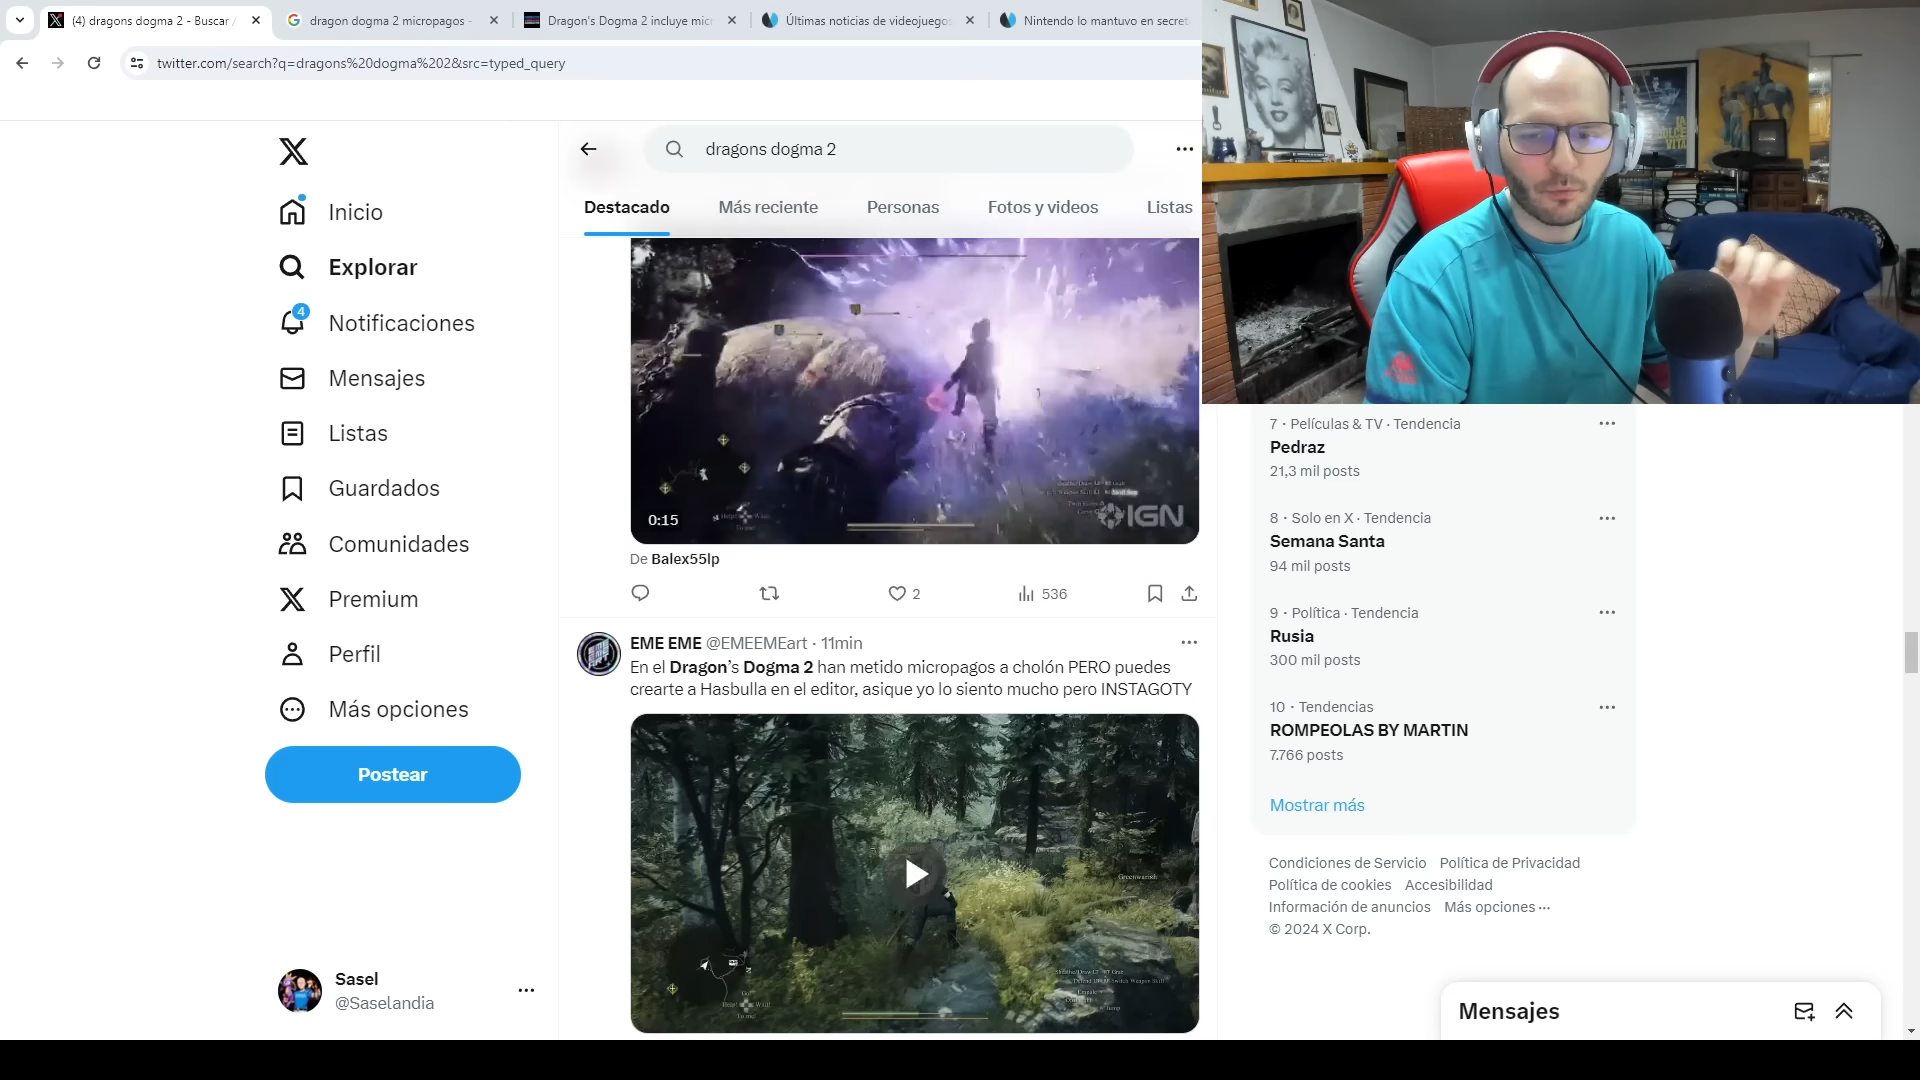 (4) dragons dogma 2 - Buscar /
dragon dogma 2 micropagos -
Dragon's Dogma 2 incluye micr
Últimas noticias de videojuegos
Nintendo lo mantuvo en secret
twitter.com/search?q=dragons%20dogma%202&src=typed_query
dragons dogma 2
Destacado
Más reciente
Personas
Fotos y videos
Listas
Inicio
Explorar
4
Notificaciones
Mensajes
Listas
Guardados
Comunidades
Premium
Perfil
Más opciones
Postear
Sasel
@Saselandia
0:15
IGN
De Balex55lp
2
536
EME EME @EMEEMEart · 11min
En el Dragon's Dogma 2 han metido micropagos a cholón PERO puedes
crearte a Hasbulla en el editor, asique yo lo siento mucho pero INSTAGOTY
Greenwarish
7 · Películas & TV · Tendencia
Pedraz
21,3 mil posts
8 · Solo en X · Tendencia
Semana Santa
94 mil posts
9 · Política · Tendencia
Rusia
300 mil posts
10 · Tendencias
ROMPEOLAS BY MARTIN
7.766 posts
Mostrar más
Condiciones de Servicio Política de Privacidad
Política de cookies Accesibilidad
Información de anuncios Más opciones ···
© 2024 X Corp.
Mensajes